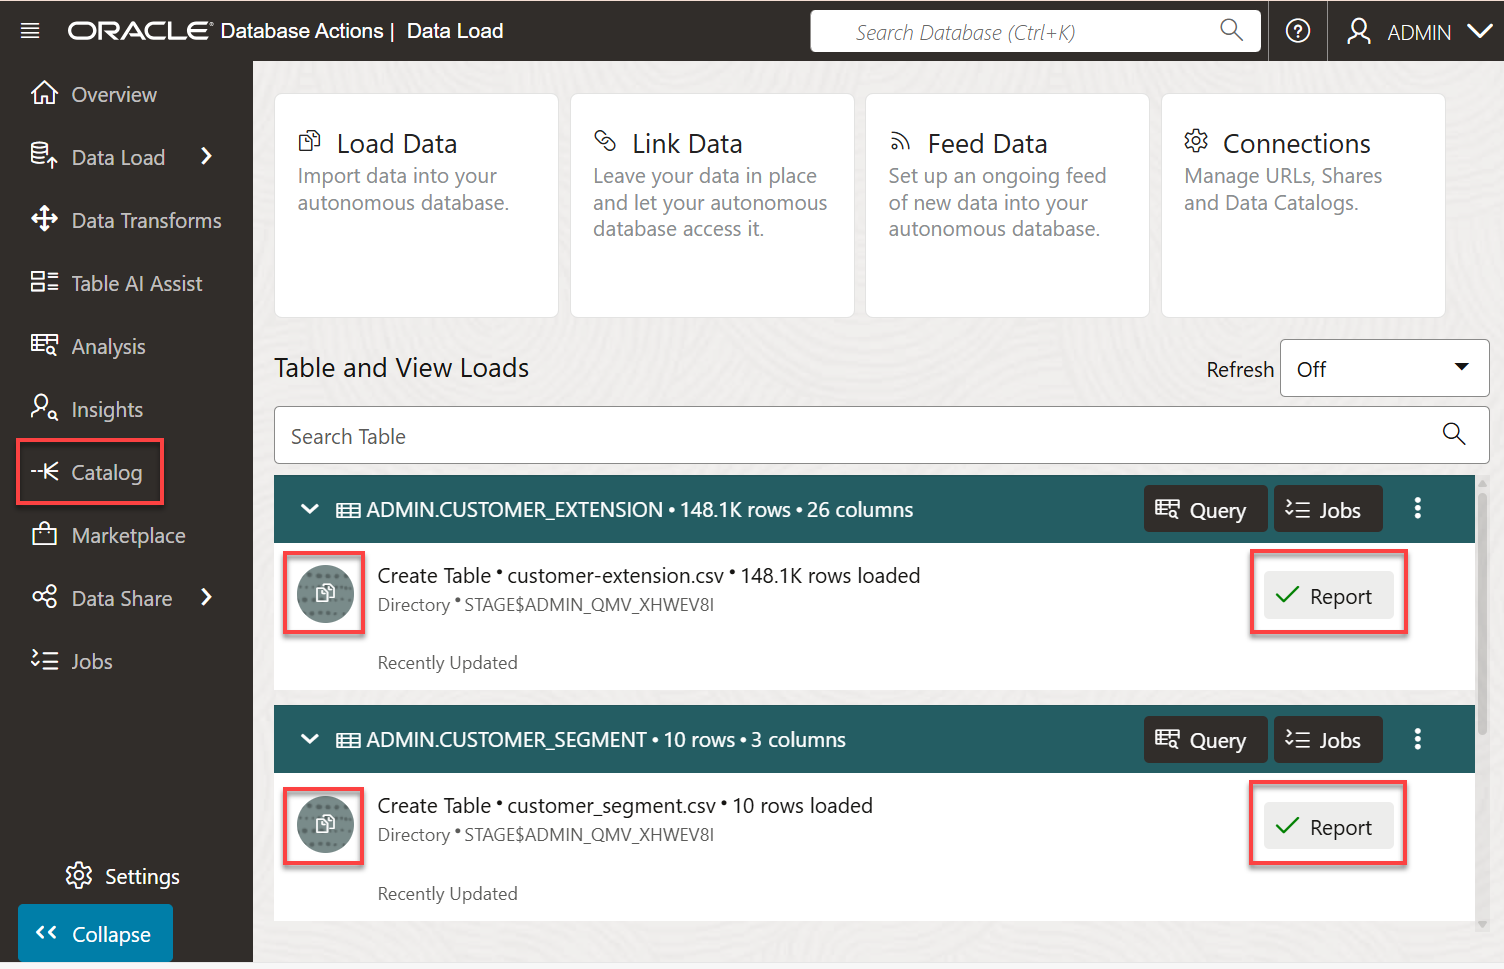 ORACLE Database Actions | Data Load
Search Database (Ctrl+K)
ADMIN
Overview
Data Load
Data Transforms
Table AI Assist
Analysis
Insights
Catalog
Marketplace
Data Share
Jobs
Settings
Collapse
Load Data
Import data into your
autonomous database.
Link Data
Leave your data in place
and let your autonomous
database access it.
Feed Data
Set up an ongoing feed
of new data into your
autonomous database.
Connections
Manage URLs, Shares
and Data Catalogs.
Table and View Loads
Refresh
Off
Search Table
ADMIN.CUSTOMER_EXTENSION • 148.1K rows • 26 columns
Query
Jobs
Create Table • customer-extension.csv • 148.1K rows loaded
Directory • STAGE$ADMIN_QMV_XHWEV8I
Report
Recently Updated
ADMIN.CUSTOMER_SEGMENT • 10 rows • 3 columns
Query
Jobs
Create Table • customer_segment.csv • 10 rows loaded
Directory • STAGE$ADMIN_QMV_XHWEV8I
Report
Recently Updated